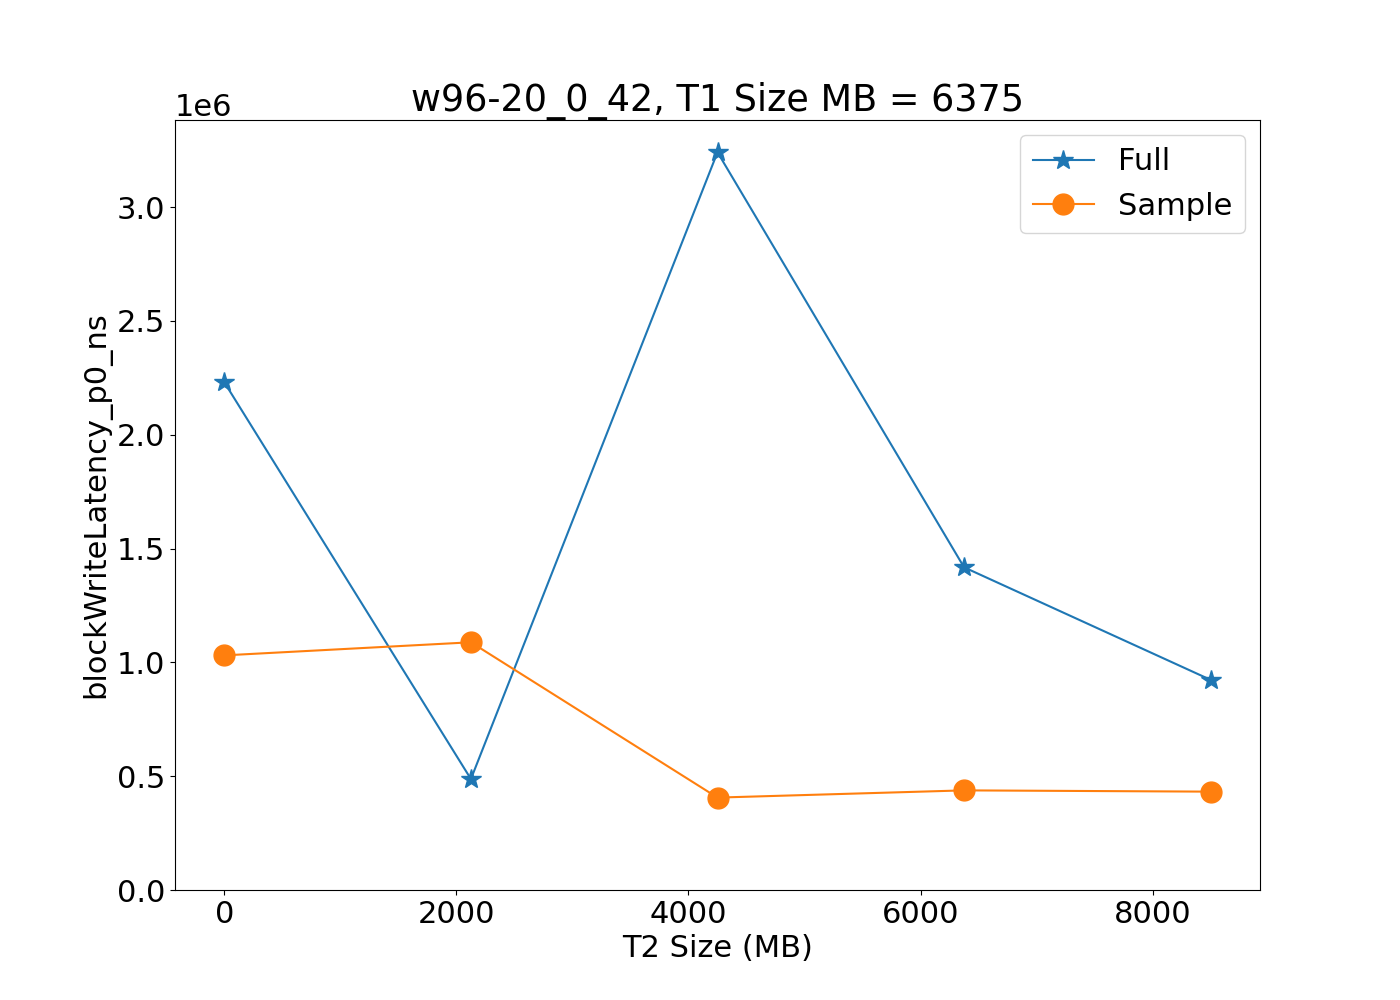 w96-20_0_42, T1 Size MB = 6375
1e6
Full
Sample
3.0
2.5
2.0
1.5
1.0
0.5
0.0
blockWriteLatency_p0_ns
0 2000 4000 6000 8000
T2 Size (MB)